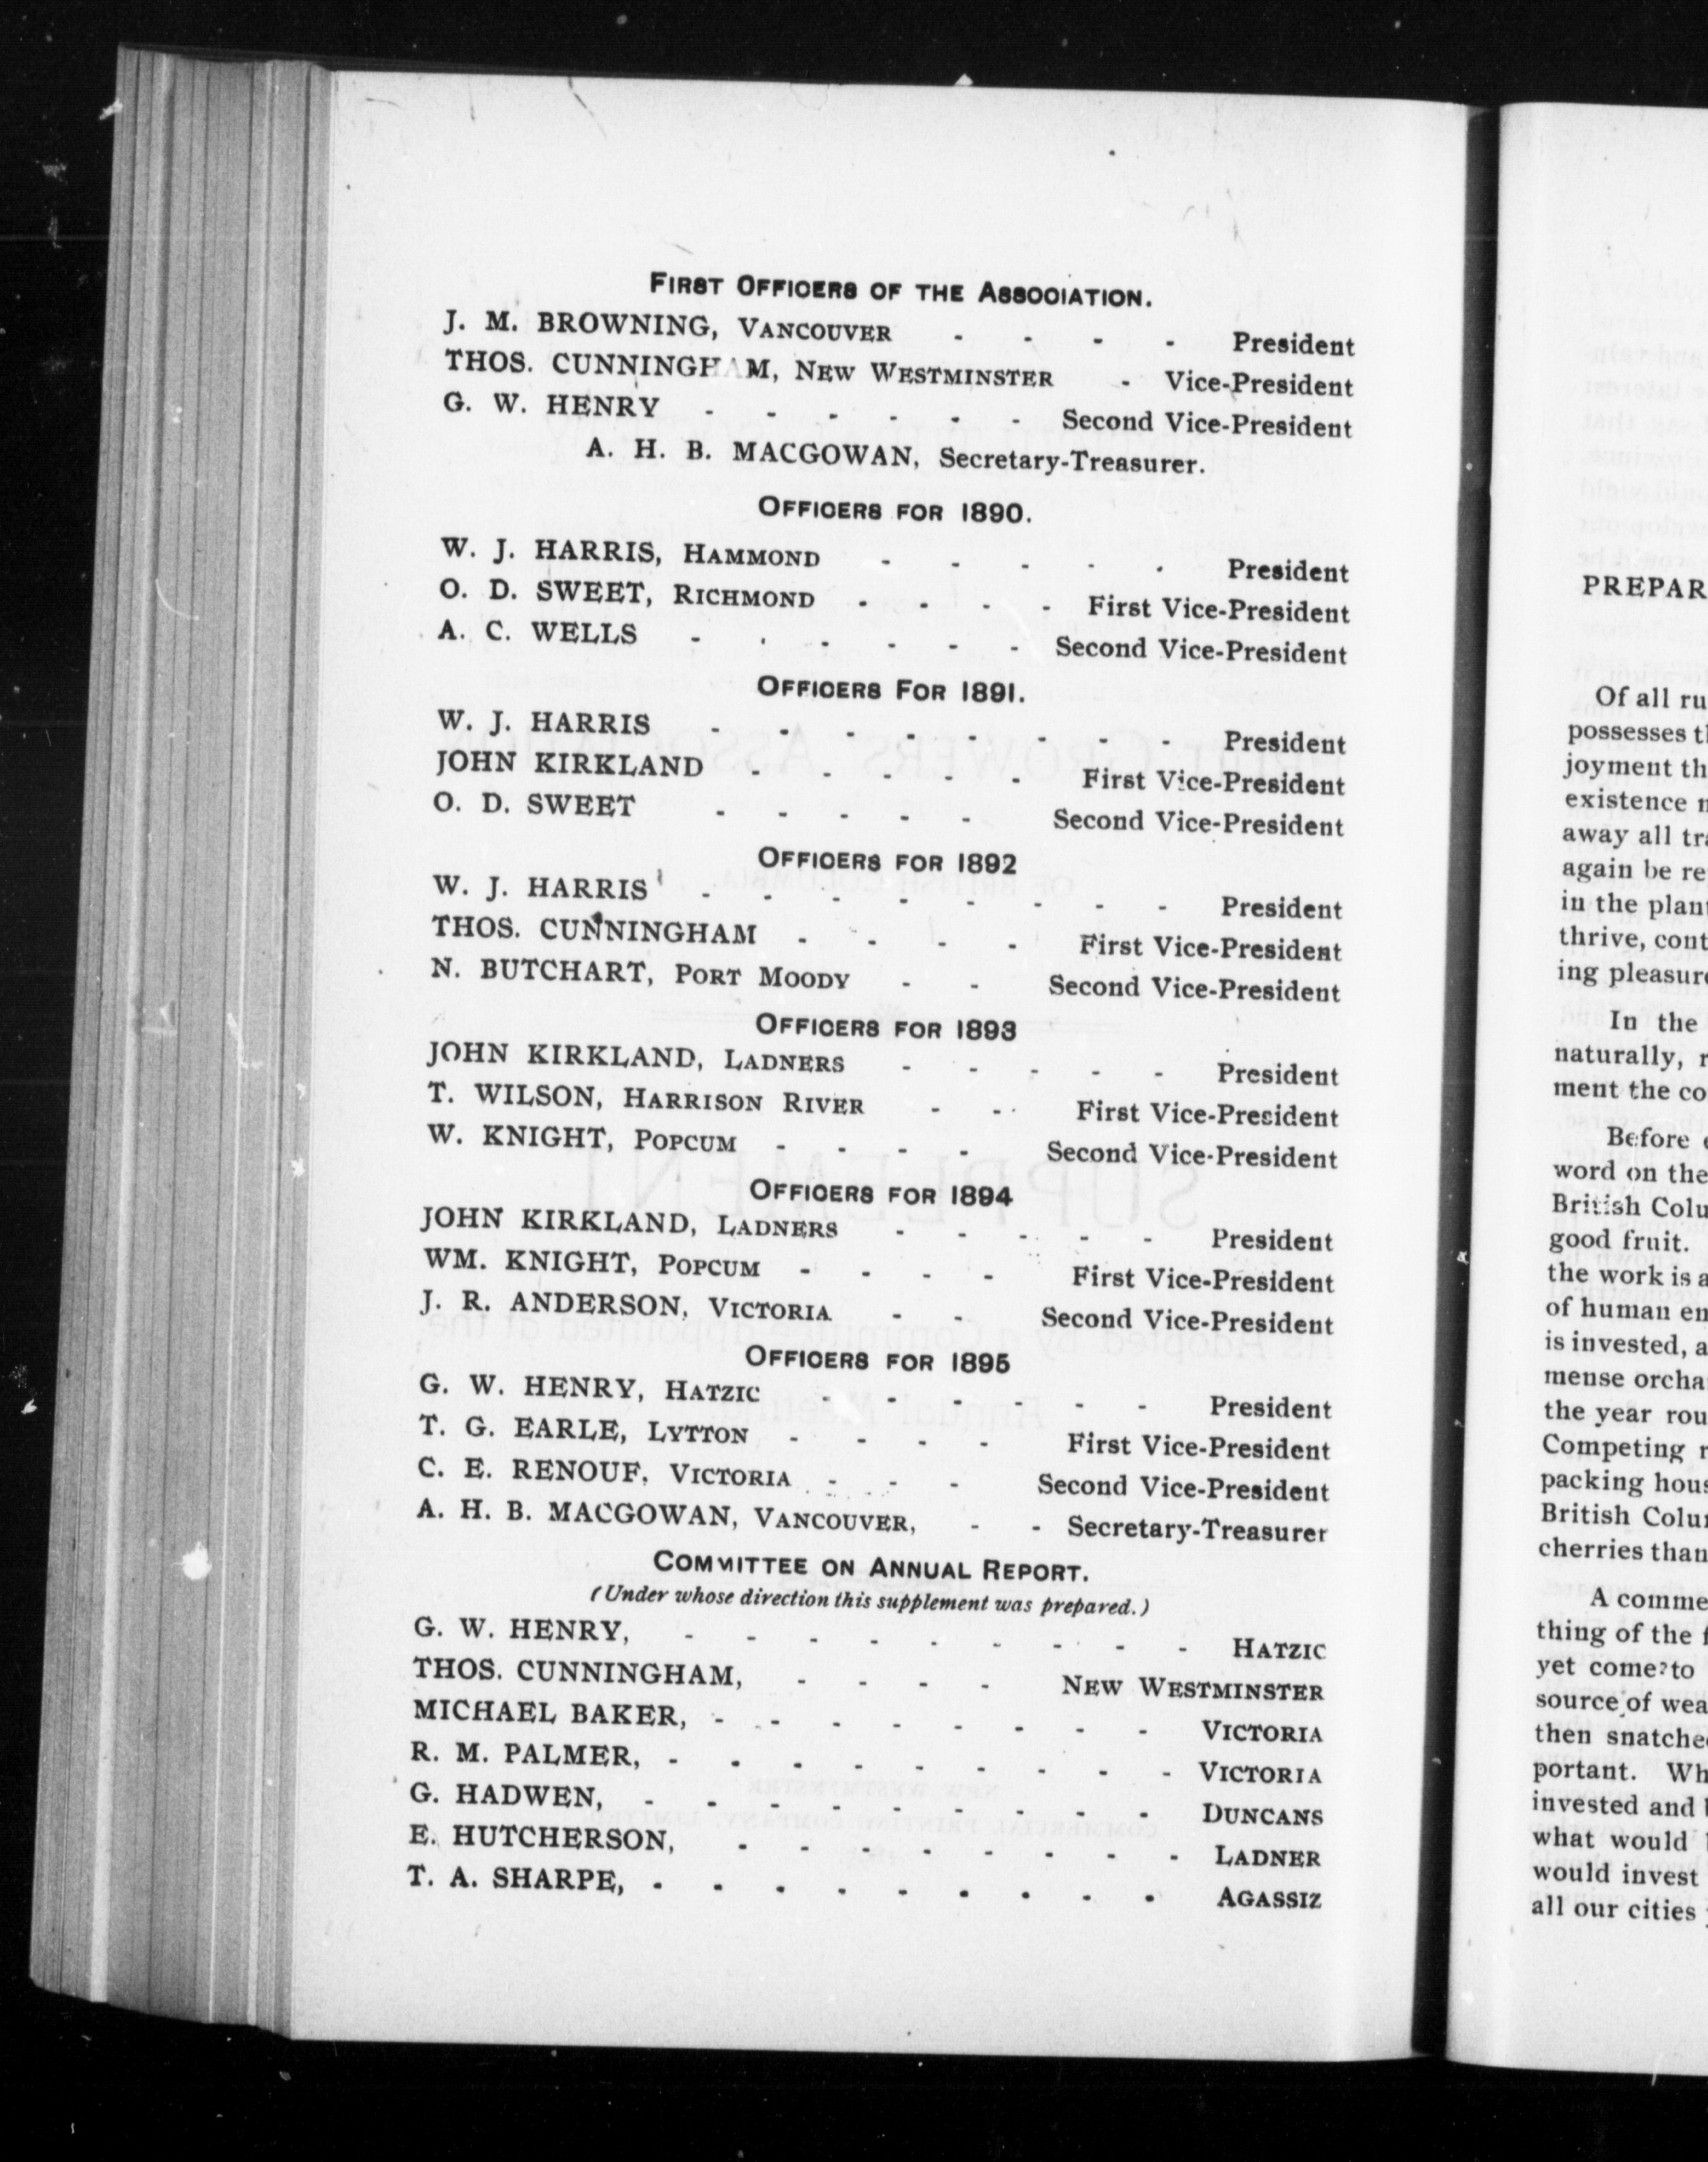 FIRST OFFICERS OF THE ASSOCIATION.
J. M. BROWNING, VANCOUVER - - - - President
THOS. CUNNINGHAM, NEW WESTMINSTER - Vice-President
G. W. HENRY - - - - - - Second Vice-President
A. H. B. MACGOWAN, Secretary-Treasurer.
OFFICERS FOR 1890.
W. J. HARRIS, HAMMOND - - - - - President
O. D. SWEET, RICHMOND - - - - First Vice-President
A. C. WELLS - - - - - Second Vice-President
OFFICERS FOR 1891.
W. J. HARRIS - - - - - - - - President
JOHN KIRKLAND - - - - - First Vice-President
O. D. SWEET - - - - - Second Vice-President
OFFICERS FOR 1892
W. J. HARRIS - - - - - - - - President
THOS. CUNNINGHAM - - - - First Vice-President
N. BUTCHART, PORT MOODY - - Second Vice-President
OFFICERS FOR 1893
JOHN KIRKLAND, LADNERS - - - - - President
T. WILSON, HARRISON RIVER - - First Vice-President
W. KNIGHT, POPCUM - - - - Second Vice-President
OFFICERS FOR 1894
JOHN KIRKLAND, LADNERS - - - - - President
WM. KNIGHT, POPCUM - - - - First Vice-President
J. R. ANDERSON, VICTORIA - - Second Vice-President
OFFICERS FOR 1895
G. W. HENRY, HATZIC - - - - - - President
T. G. EARLE, LYTTON - - - - First Vice-President
C. E. RENOUF, VICTORIA - - - Second Vice-President
A. H. B. MACGOWAN, VANCOUVER, - - Secretary-Treasurer
COMMITTEE ON ANNUAL REPORT.
(Under whose direction this supplement was prepared.)
G. W. HENRY, - - - - - - - - - HATZIC
THOS. CUNNINGHAM, - - - - NEW WESTMINSTER
MICHAEL BAKER, - - - - - - - - VICTORIA
R. M. PALMER, - - - - - - - - - VICTORIA
G. HADWEN, - - - - - - - - - DUNCANS
E. HUTCHERSON, - - - - - - - - LADNER
T. A. SHARPE, - - - - - - - - - AGASSIZ
PREPAR
Of all ru
possesses t
joyment th
existence
away all tr
again be re
in the plan
thrive, cont
ing pleasur
In the
naturally,
ment the co
Before
word on the
British Colu
good fruit.
the work is a
of human en
is invested, a
mense orcha
the year rou
Competing
packing hous
British Colu
cherries than
A comme
thing of the
yet come to
source of wea
then snatche
portant. Wh
invested and
what would
would invest
all our cities